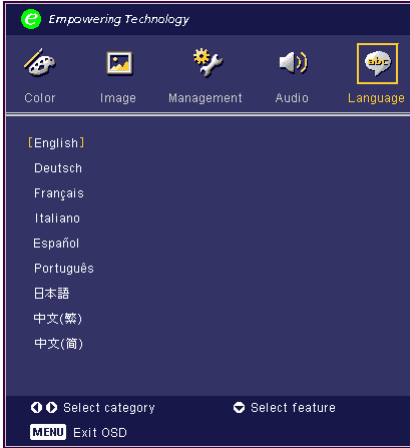 e Empowering Technology
abc
Color Image Management Audio Language
[English]
Deutsch
Français
Italiano
Español
Português
日本語
中文(繁)
中文(简)
Select category Select feature
MENU Exit OSD